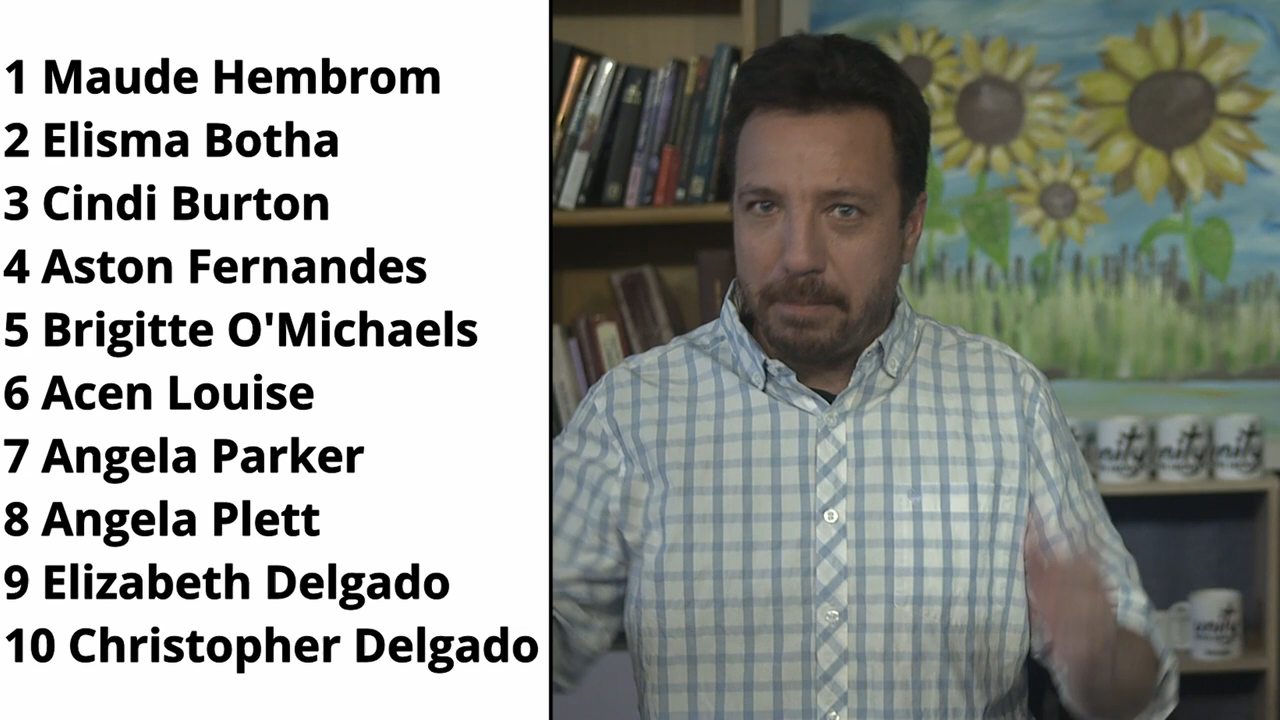 1 Maude Hembrom
2 Elisma Botha
3 Cindi Burton
4 Aston Fernandes
5 Brigitte O'Michaels
6 Acen Louise
7 Angela Parker
8 Angela Plett
9 Elizabeth Delgado
10 Christopher Delgado